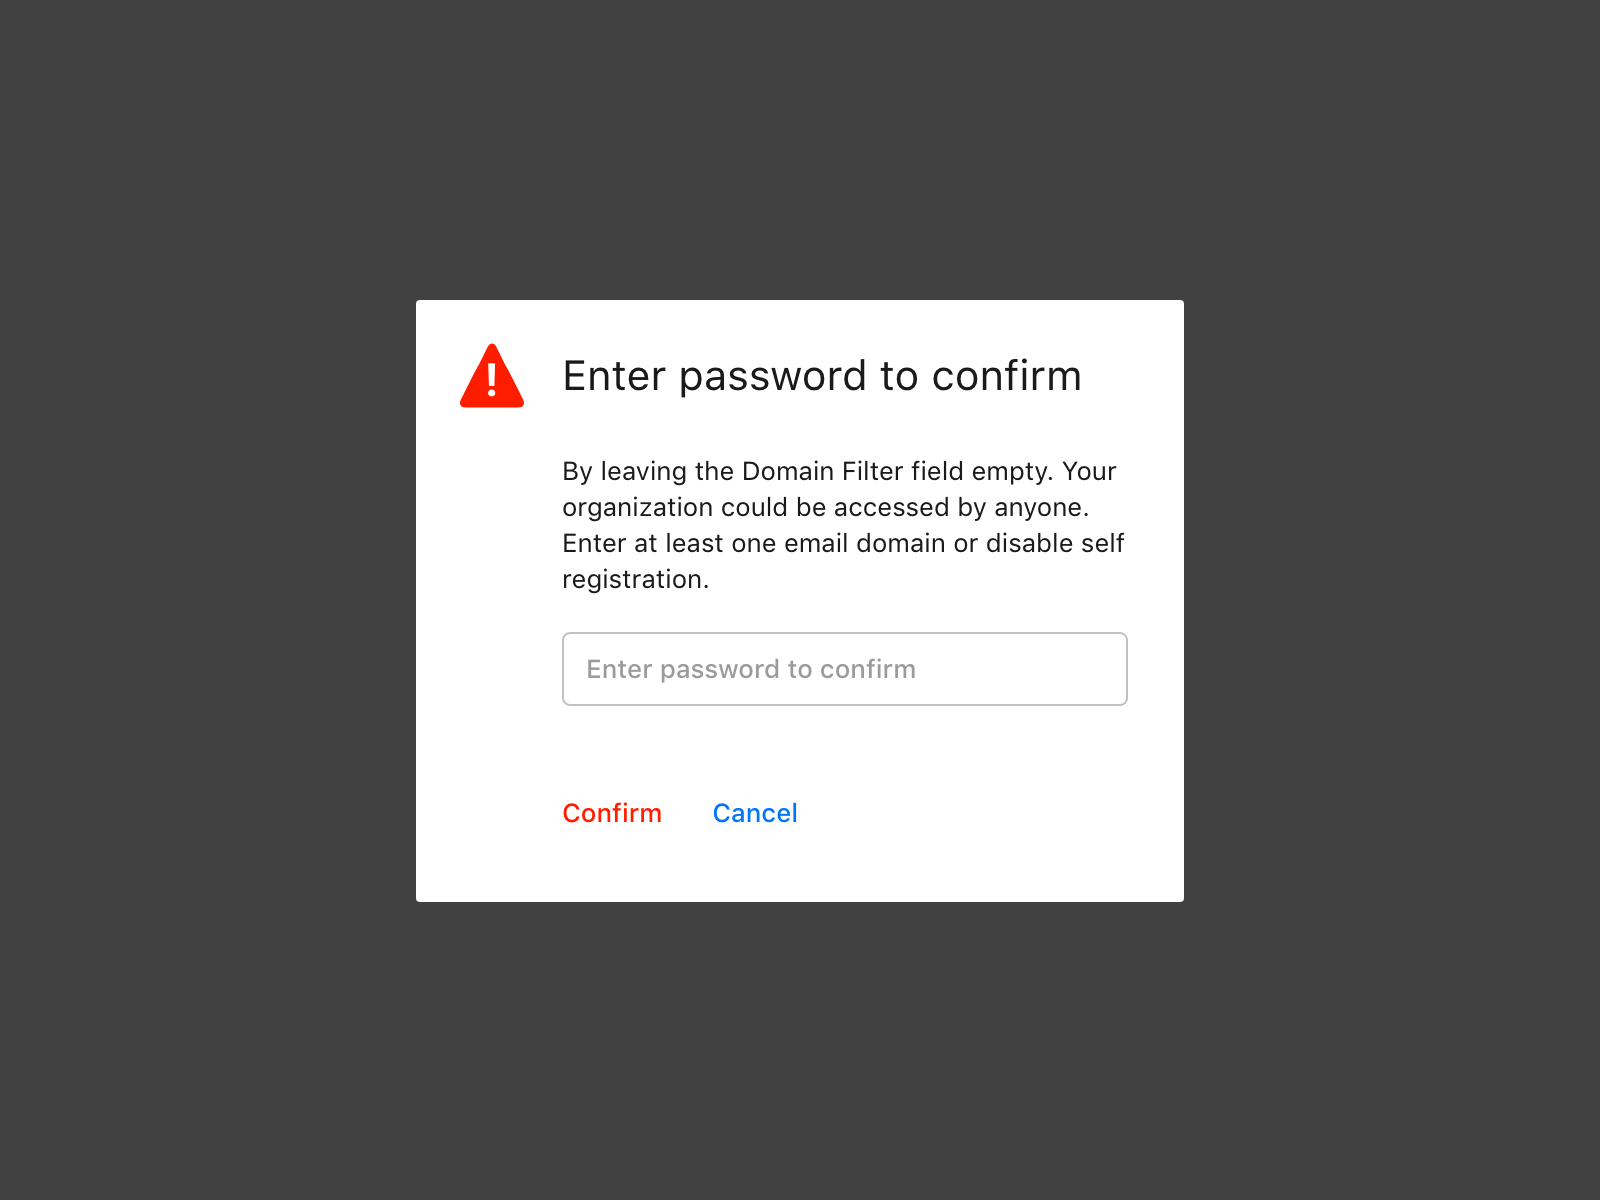 Enter password to confirm
By leaving the Domain Filter field empty. Your
organization could be accessed by anyone.
Enter at least one email domain or disable self
registration.
Enter password to confirm
Confirm Cancel